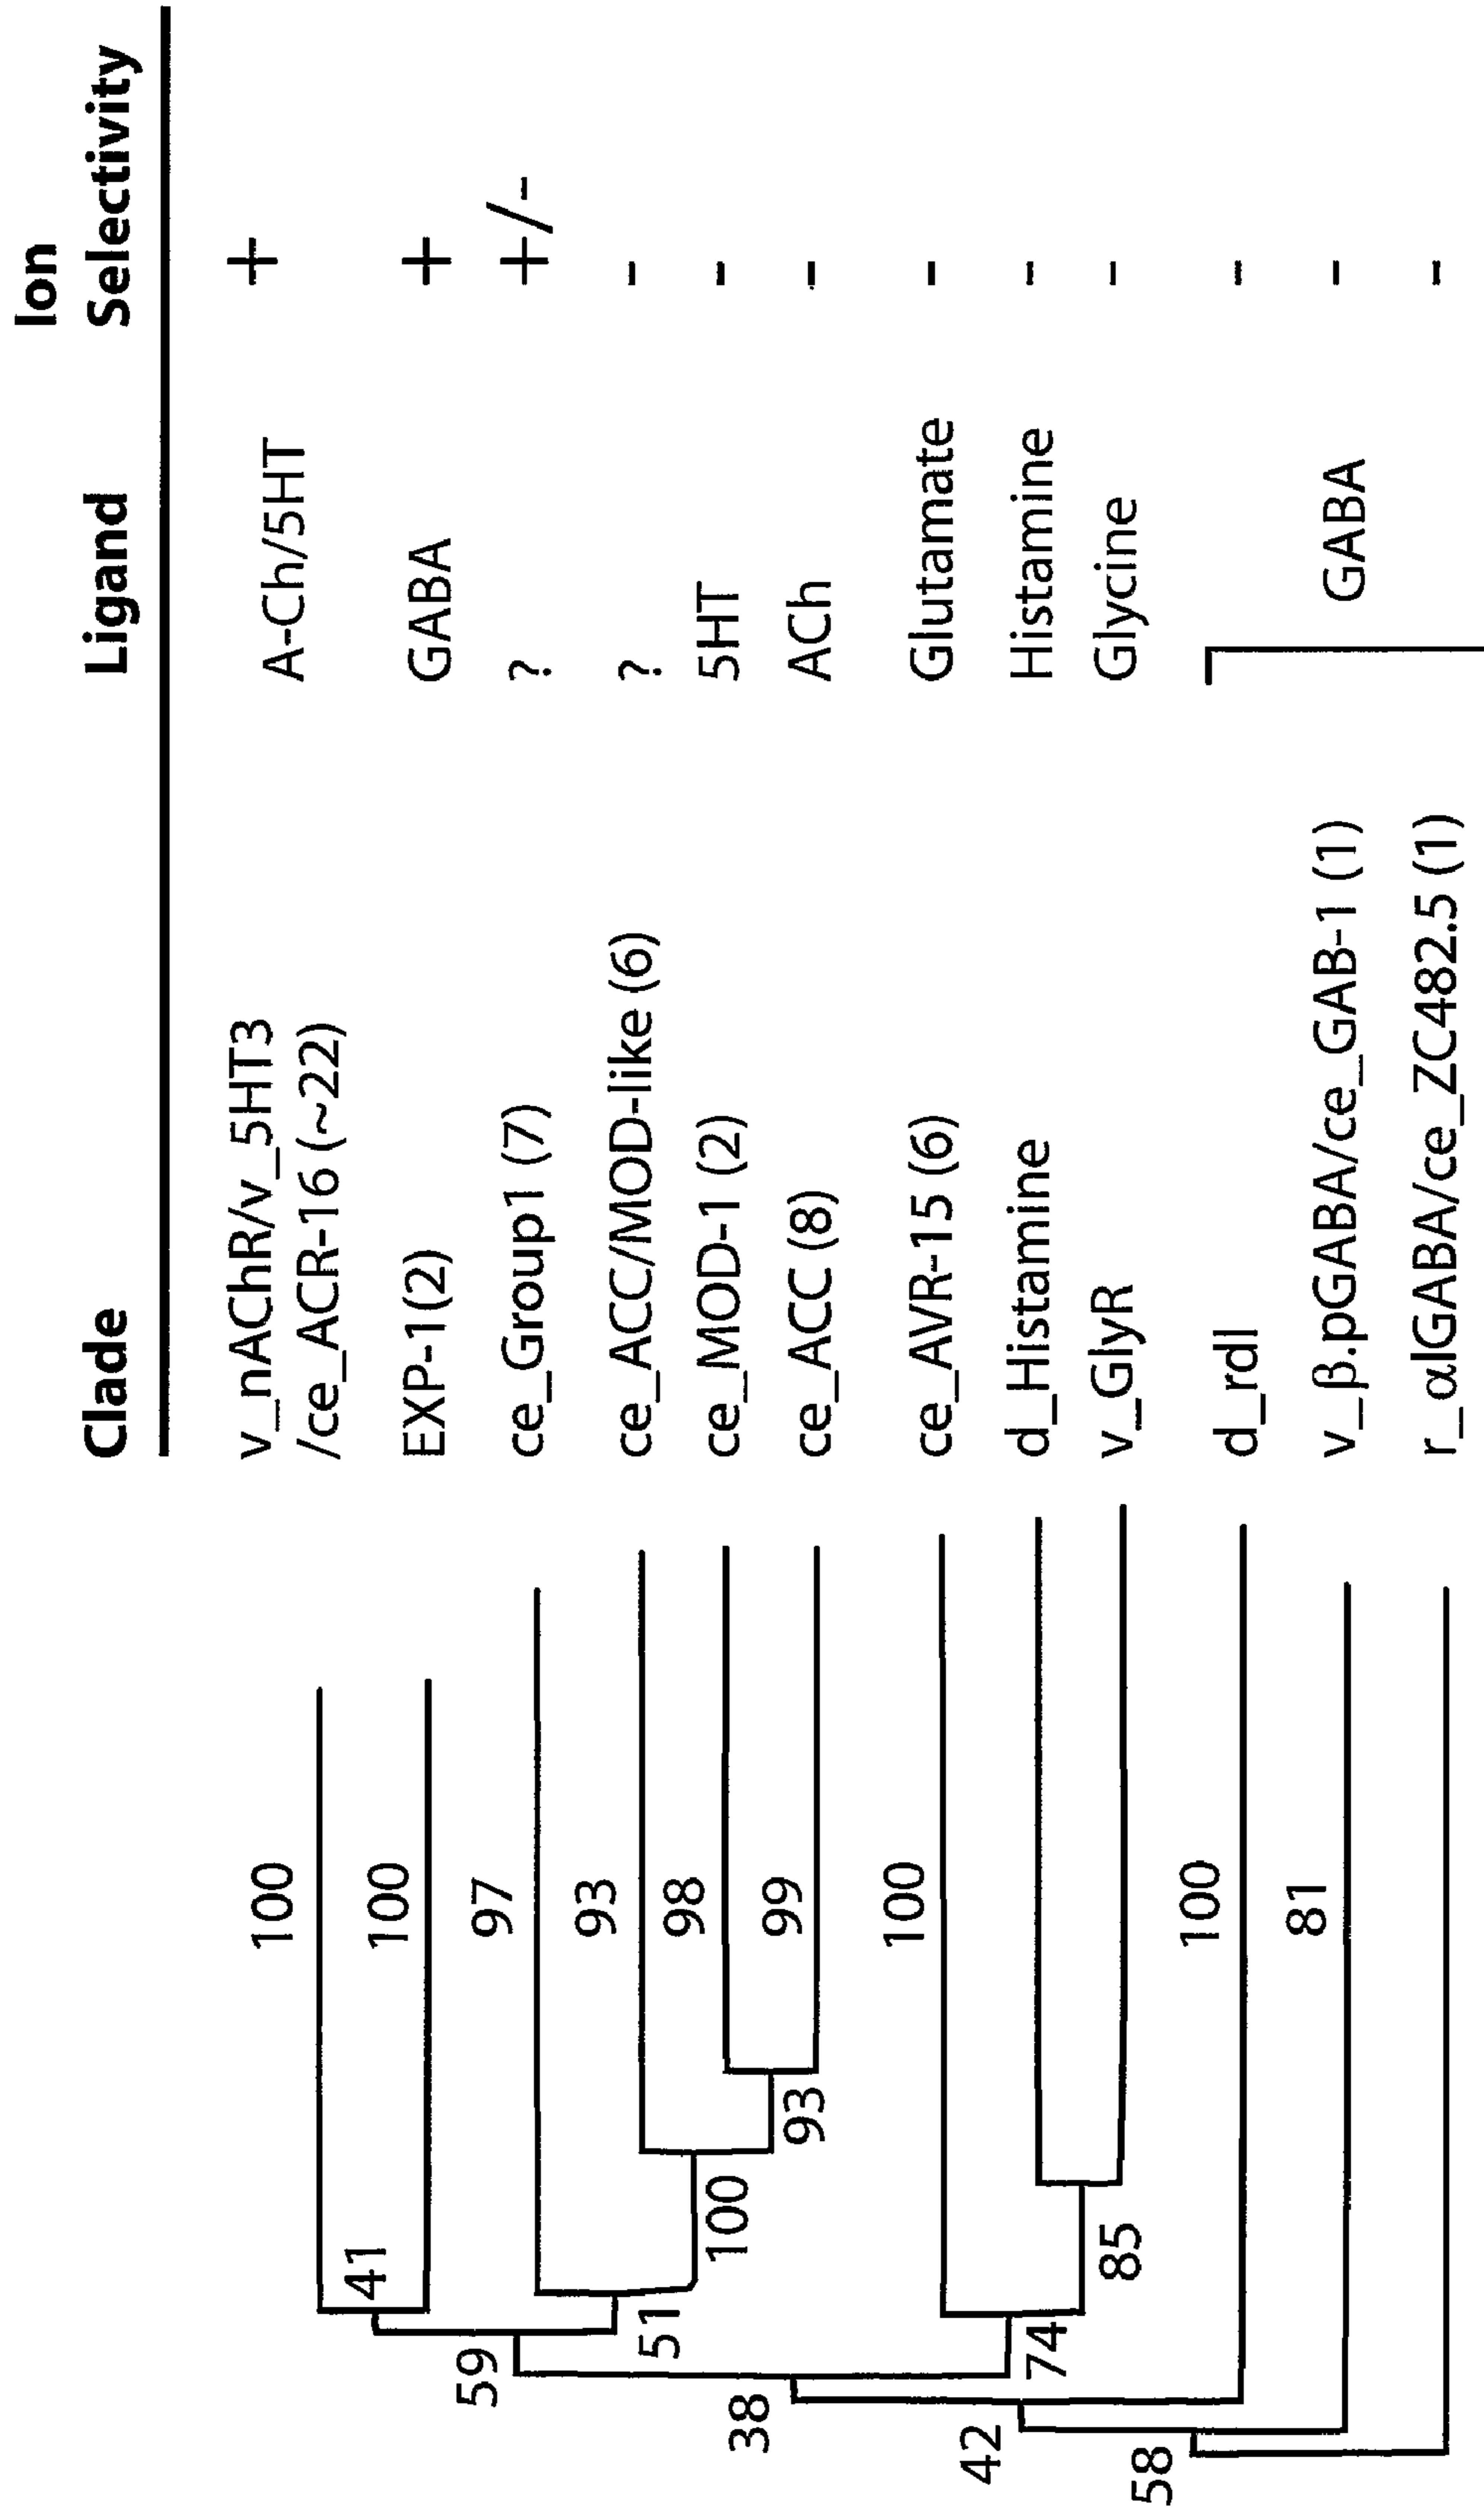 Clade Ligand Ion Selectivity
100 v_nAChR/v_5HT3 A-Ch/5HT +
/ce_ACR-16 (~22)
41
100 EXP-1(2) GABA +
59
97 ce_Group1 (7) ? +/-
51
93 ce_ACC/MOD-like (6) ? -
100
98 ce_MOD-1 (2) 5HT -
93
99 ce_ACC (8) ACh -
38
100 ce_AVR-15 (6) Glutamate -
74
d_Histamine Histamine -
85
v_GlyR Glycine -
42
100 d_rdl -
58
81 v_β.pGABA/ce_GAB-1 (1) GABA -
r_αlGABA/ce_ZC482.5 (1) -